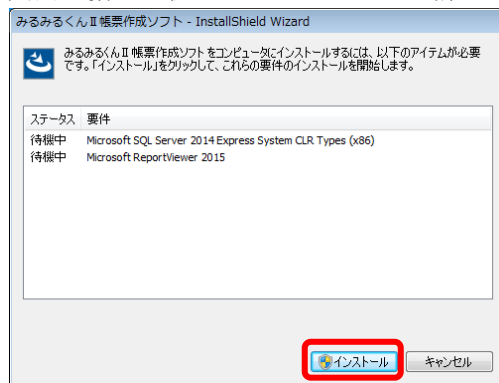 みるみるくんⅡ帳票作成ソフト - InstallShield Wizard
みるみるくんⅡ帳票作成ソフト をコンピュータにインストールするには、以下のアイテムが必要
です。「インストール」をクリックして、これらの要件のインストールを開始します。
ステータス 要件
待機中 Microsoft SQL Server 2014 Express System CLR Types (x86)
待機中 Microsoft ReportViewer 2015
インストール キャンセル